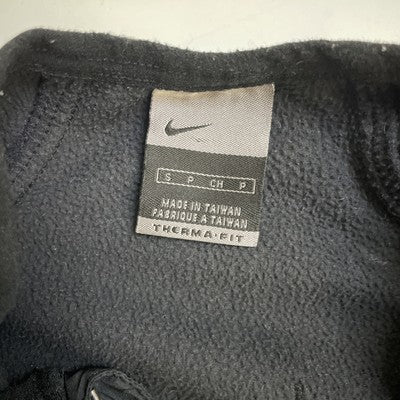 S P CH P
MADE IN TAIWAN
FABRIQUE A TAIWAN
THERMA-FIT